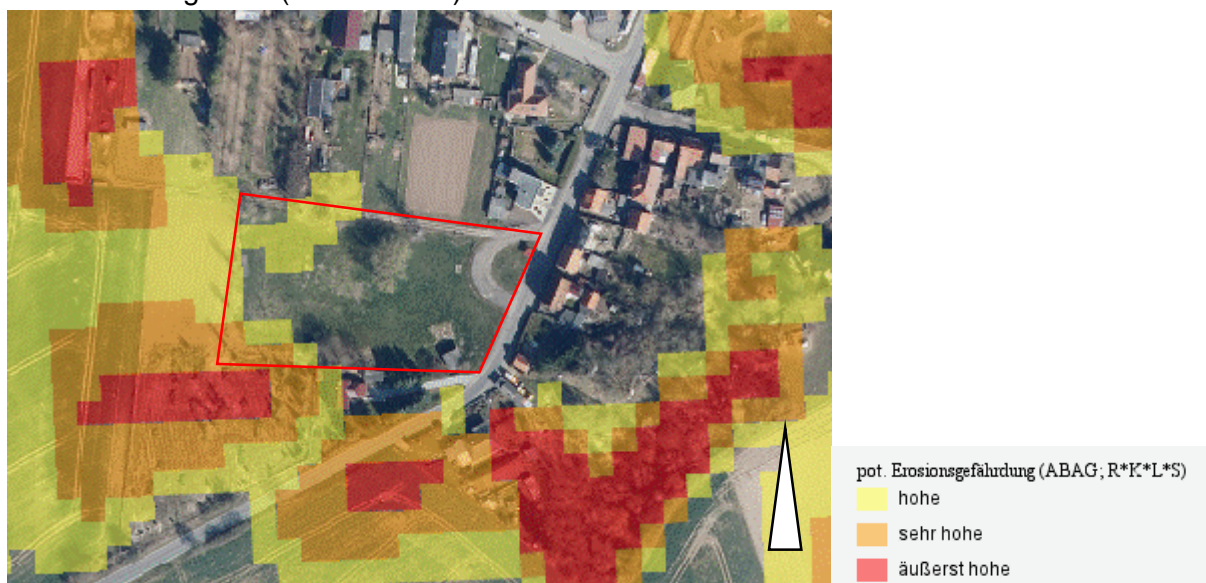 pot. Erosionsgefährdung (ABAG; R*K*L*S)
hohe
sehr hohe
äußerst hohe